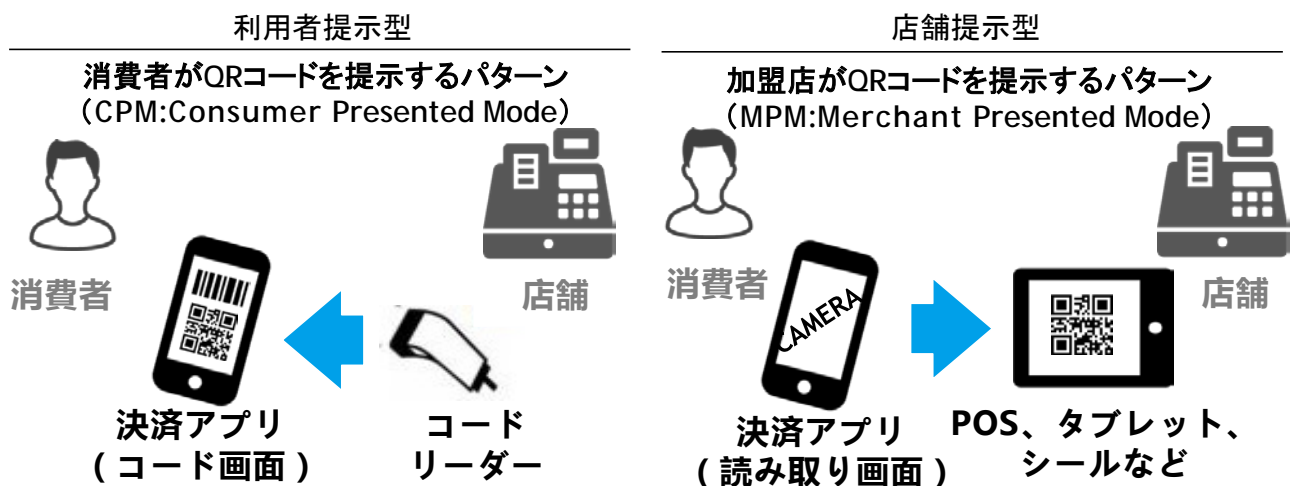 利用者提示型
消費者がQRコードを提示するパターン
（CPM:Consumer Presented Mode）
消費者
店舗
決済アプリ
（コード画面）
コード
リーダー
店舗提示型
加盟店がQRコードを提示するパターン
（MPM:Merchant Presented Mode）
消費者
店舗
CAMERA
決済アプリ
（読み取り画面）
POS、タブレット、
シールなど